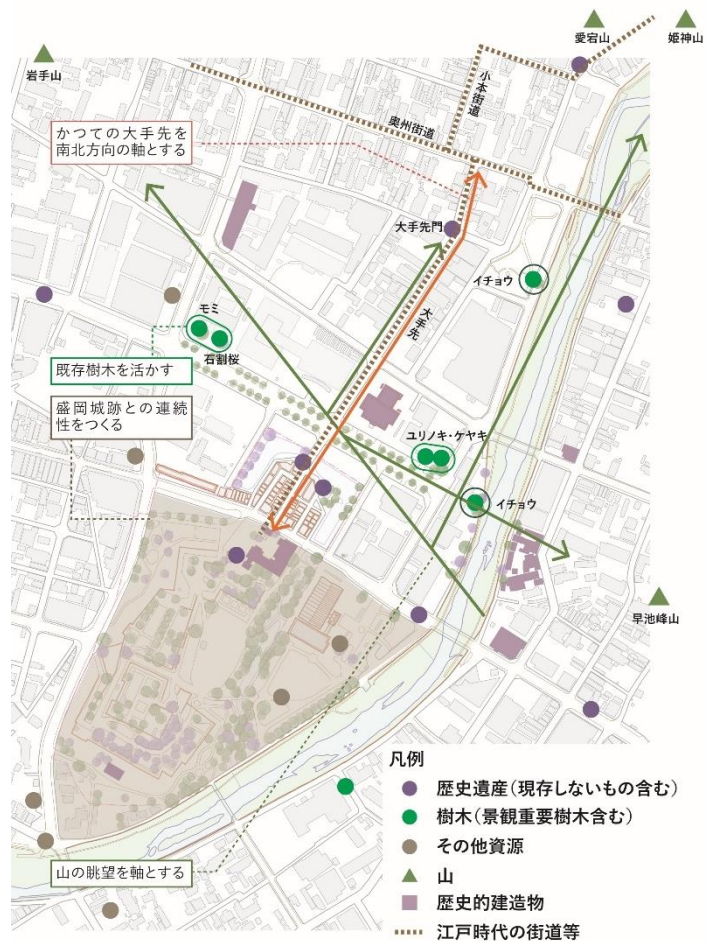 愛宕山
姫神山
岩手山
小本街道
奥州街道
かつての大手先を
南北方向の軸とする
大手先門
イチョウ
大手先
モミ
石割桜
既存樹木を活かす
盛岡城跡との連続
性をつくる
ユリノキ・ケヤキ
イチョウ
早池峰山
山の眺望を軸とする
凡例
歴史遺産(現存しないもの含む)
樹木(景観重要樹木含む)
その他資源
山
歴史的建造物
江戸時代の街道等